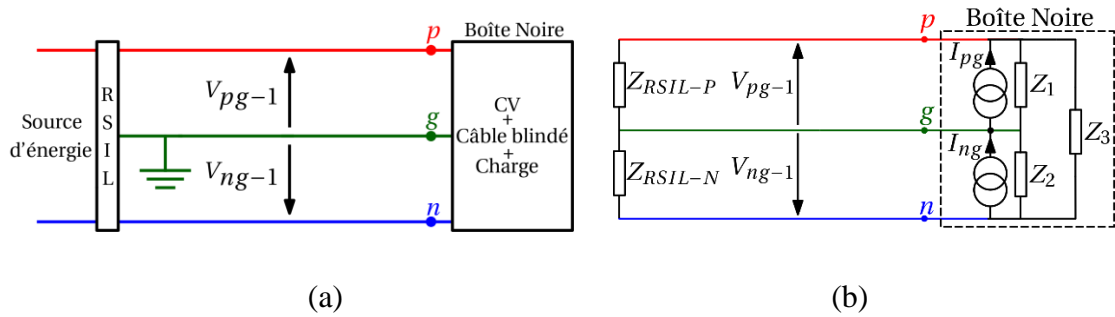 Boîte Noire
p
R
S
I
L
V_{pg−1}
g
Source
d'énergie
V_{ng−1}
n
CV
+
Câble blindé
+
Charge
(a)
Boîte Noire
p
I_{pg}
Z_{RSIL−P}
V_{pg−1}
Z_1
g
Z_3
I_{ng}
Z_{RSIL−N}
V_{ng−1}
Z_2
n
(b)